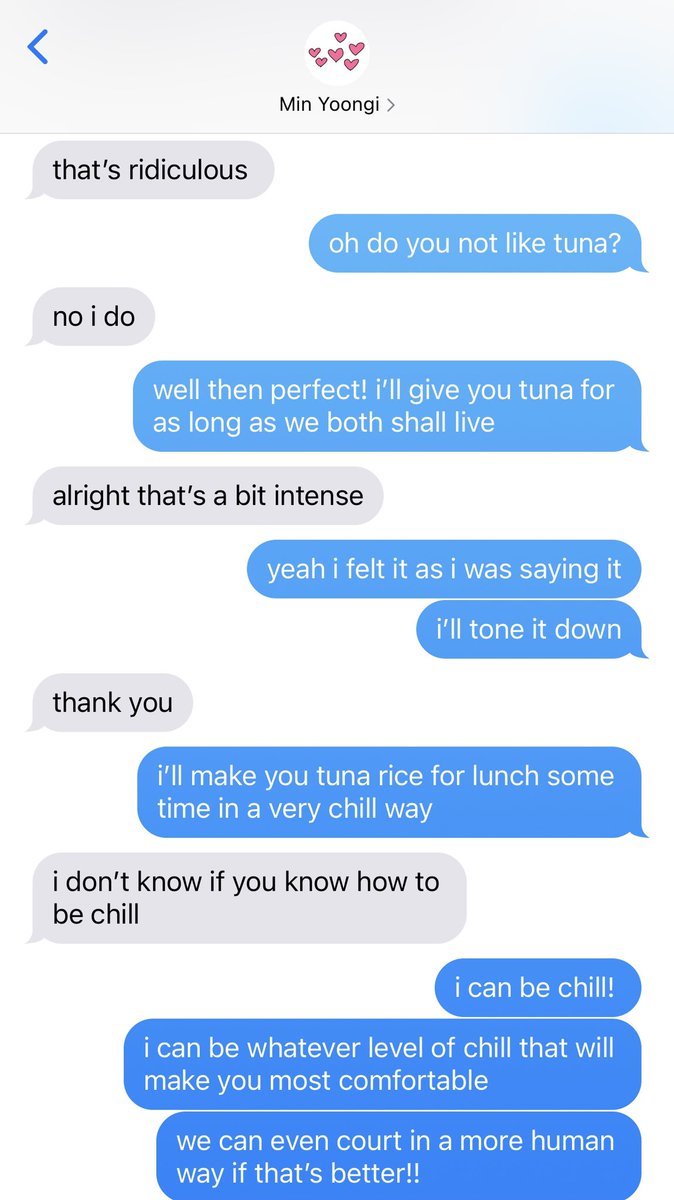 Min Yoongi
that’s ridiculous
oh do you not like tuna?
no i do
well then perfect! i’ll give you tuna for
as long as we both shall live
alright that’s a bit intense
yeah i felt it as i was saying it
i’ll tone it down
thank you
i’ll make you tuna rice for lunch some
time in a very chill way
i don’t know if you know how to
be chill
i can be chill!
i can be whatever level of chill that will
make you most comfortable
we can even court in a more human
way if that’s better!!